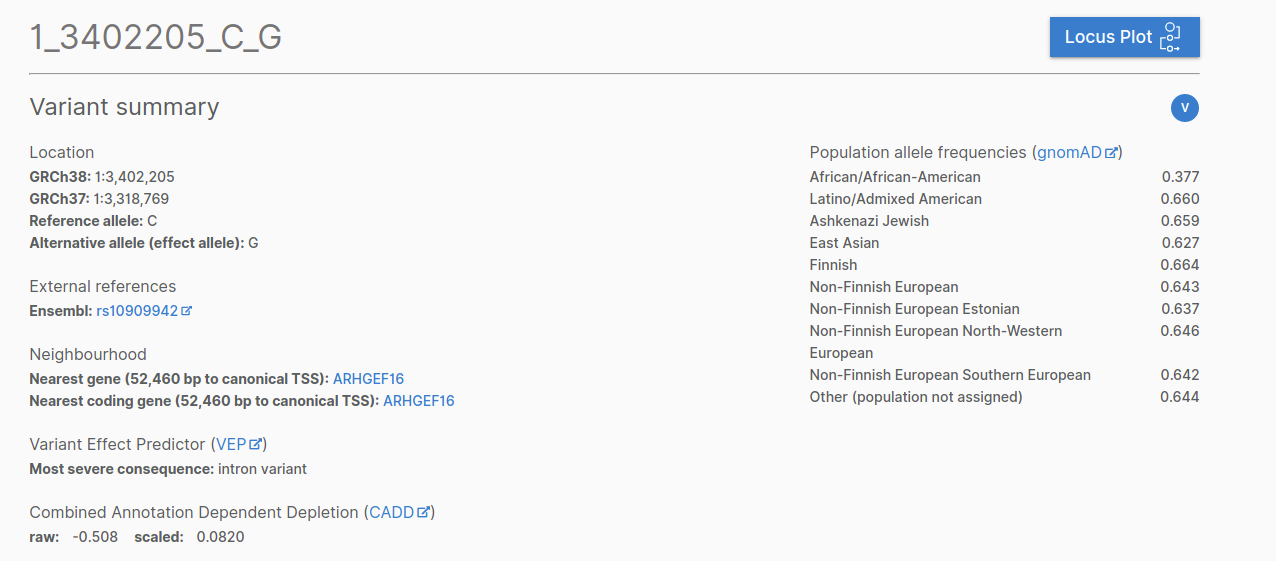 1_3402205_C_G
Locus Plot
Variant summary
V
Location
GRCh38: 1:3,402,205
GRCh37: 1:3,318,769
Reference allele: C
Alternative allele (effect allele): G
External references
Ensembl: rs10909942
Neighbourhood
Nearest gene (52,460 bp to canonical TSS): ARHGEF16
Nearest coding gene (52,460 bp to canonical TSS): ARHGEF16
Variant Effect Predictor (VEP)
Most severe consequence: intron variant
Combined Annotation Dependent Depletion (CADD)
raw: -0.508 scaled: 0.0820
Population allele frequencies (gnomAD)
African/African-American 0.377
Latino/Admixed American 0.660
Ashkenazi Jewish 0.659
East Asian 0.627
Finnish 0.664
Non-Finnish European 0.643
Non-Finnish European Estonian 0.637
Non-Finnish European North-Western 0.646
European
Non-Finnish European Southern European 0.642
Other (population not assigned) 0.644